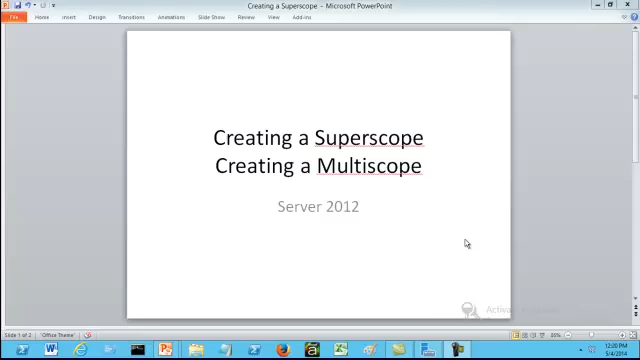 Creating a Superscope – Microsoft PowerPoint
File Home Insert Design Transitions Animations Slide Show Review View Add-ins
Creating a Superscope
Creating a Multiscope
Server 2012
Slide 1 of 2 "Office Theme" 55%
12:20 PM
5/4/2014